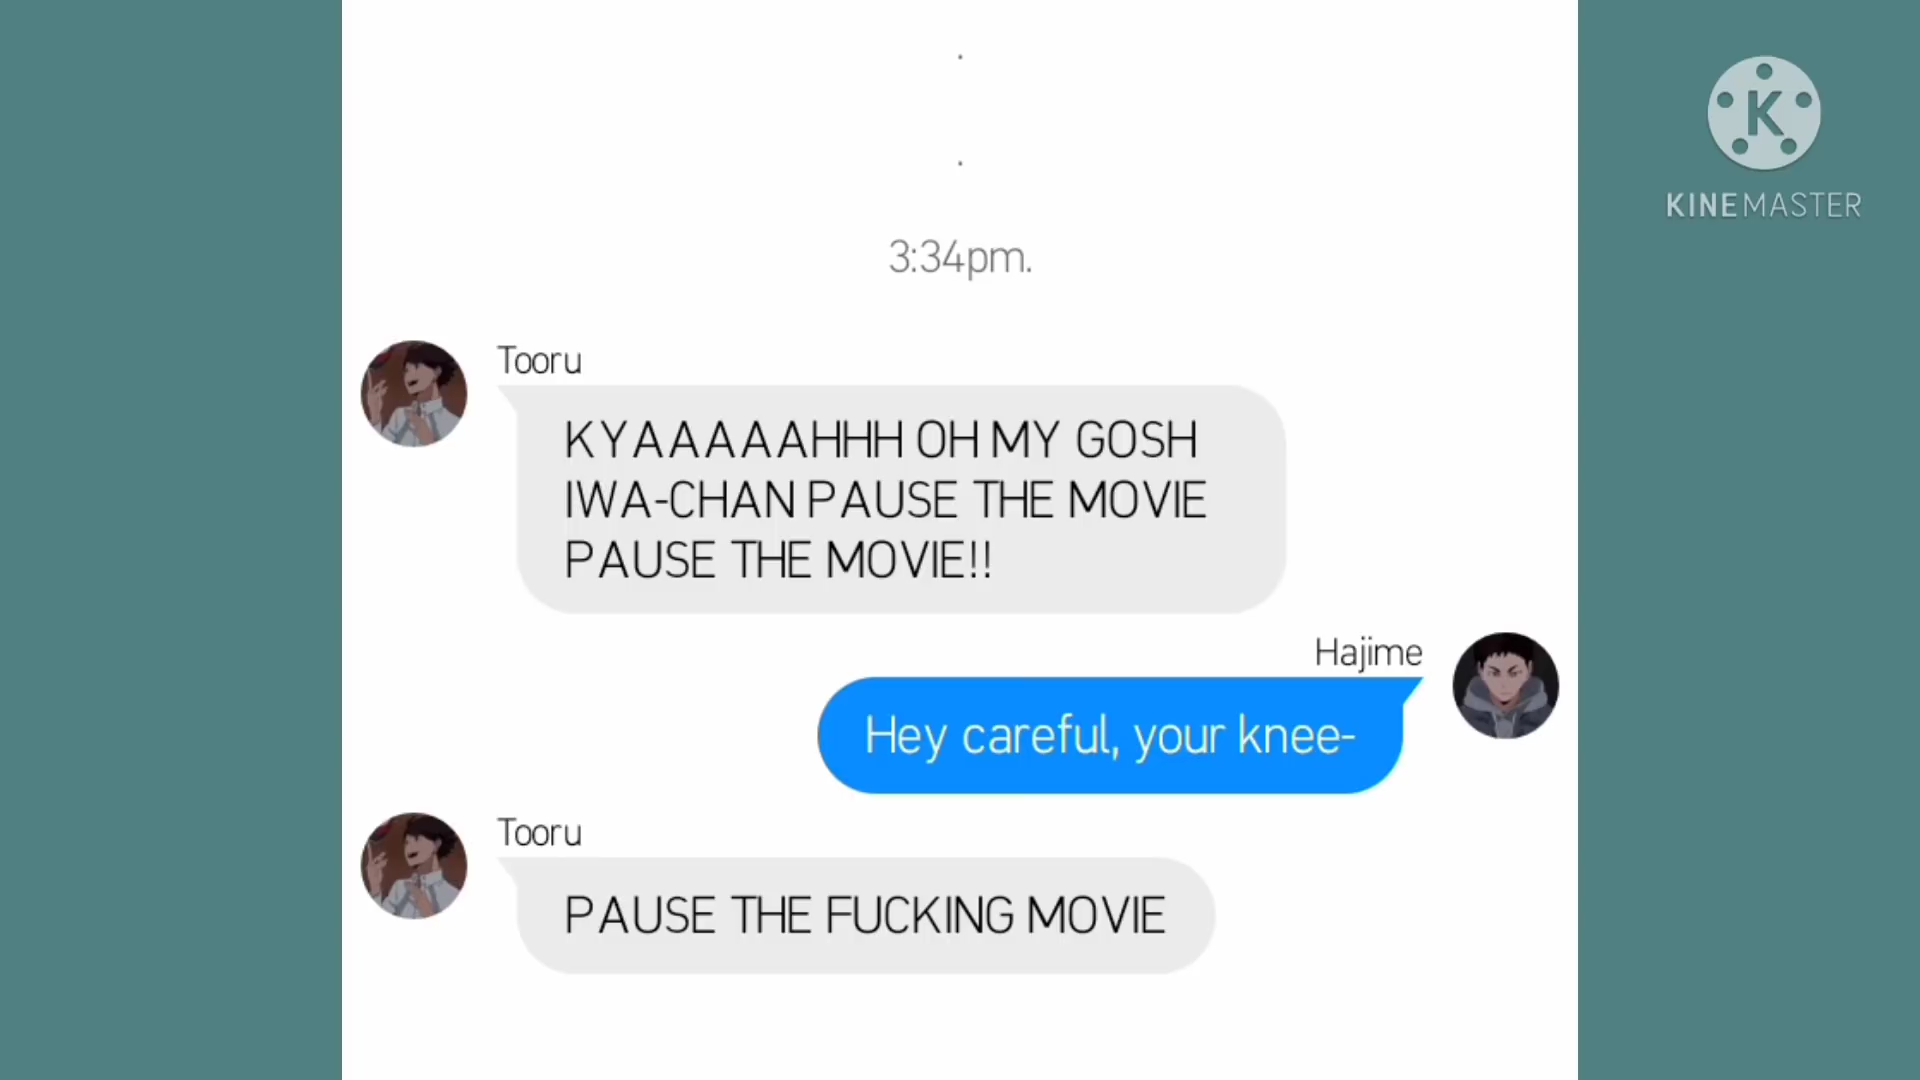 .
.
3:34pm.
Tooru
KYAAAAAHHH OH MY GOSH
IWA-CHAN PAUSE THE MOVIE
PAUSE THE MOVIE!!
Hajime
Hey careful, your knee-
Tooru
PAUSE THE FUCKING MOVIE
K
KINEMASTER